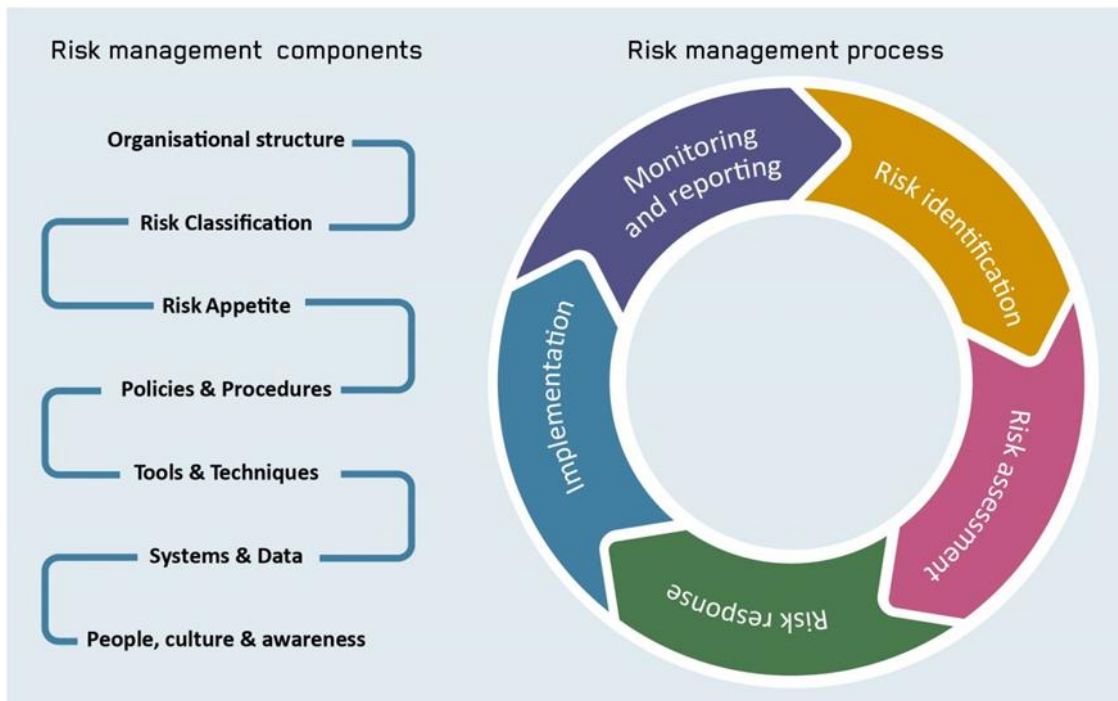 Risk management components
Organisational structure
Risk Classification
Risk Appetite
Policies & Procedures
Tools & Techniques
Systems & Data
People, culture & awareness
Risk management process
Monitoring
and reporting
Risk identification
Risk assessment
Risk response
Implementation